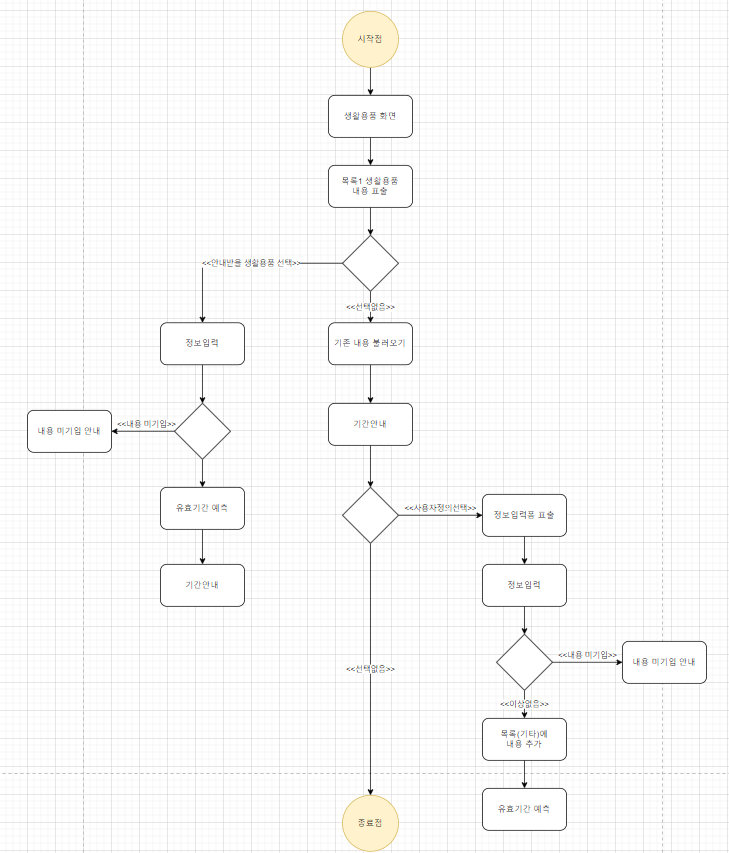 시작점
생활용품 화면
목록1 생활용품
내용 표출
<<안내받을 생활용품 선택>>
<<선택없음>>
정보입력
기존 내용 불러오기
내용 미기입 안내
<<내용 미기입>>
기간안내
유효기간 예측
<<사용자정의선택>>
정보입력폼 표출
기간안내
정보입력
<<선택없음>>
<<내용 미기입>>
내용 미기입 안내
<<이상없음>>
목록(기타)에
내용 추가
유효기간 예측
종료점